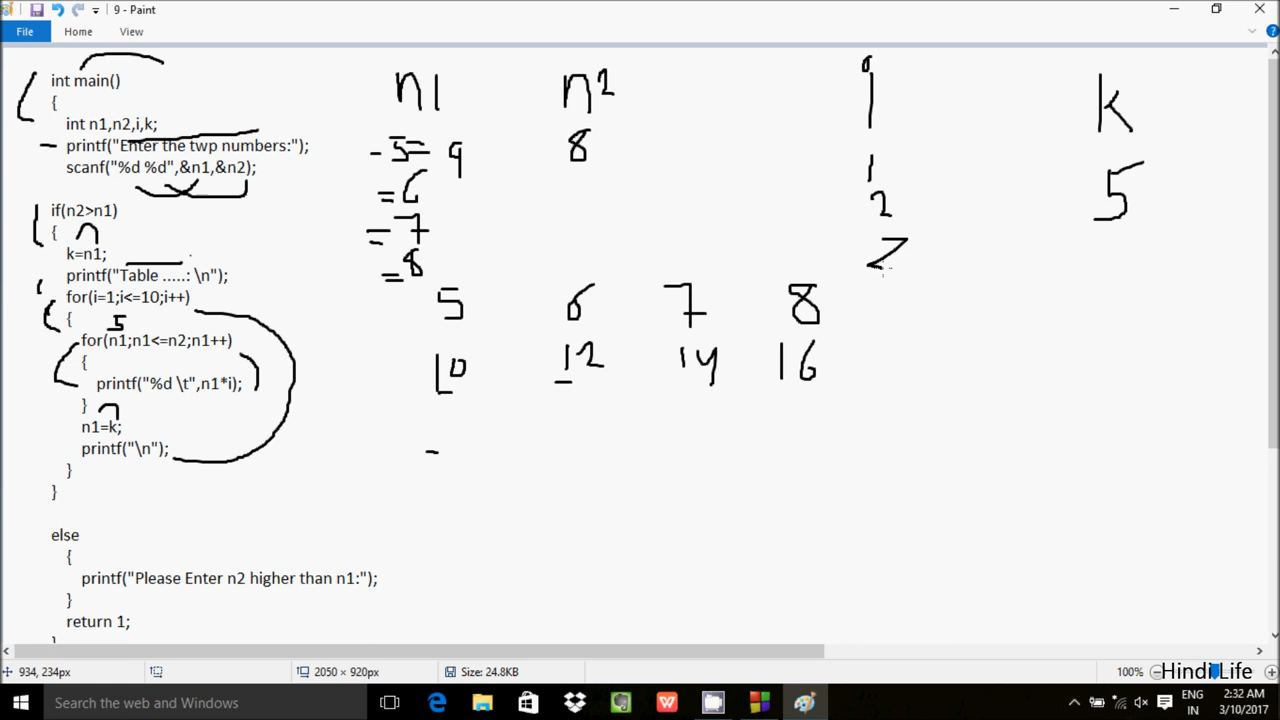 9 - Paint
File Home View
int main()
{
int n1,n2,i,k;
printf("Enter the twp numbers:");
scanf("%d %d",&n1,&n2);
if(n2>n1)
{
k=n1;
printf("Table .....: \n");
for(i=1;i<=10;i++)
{
5
for(n1;n1<=n2;n1++)
{
printf("%d \t",n1*i);
}
n1=k;
printf("\n");
}
}
else
{
printf("Please Enter n2 higher than n1:");
}
return 1;
}
n1 n2 i k
-5= 9 8 1 5
=6 2
=7
=8
5 6 7 8
10 12 14 16
-
934, 234px 2050 × 920px Size: 24.8KB 100%
Hindi Life
Search the web and Windows
ENG 2:32 AM
IN 3/10/2017